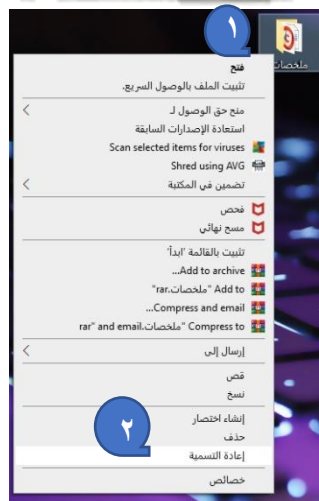 ١
ملخصات
فتح
تثبيت الملف بالوصول السريع.
منح حق الوصول لـ
استعادة الإصدارات السابقة
Scan selected items for viruses
Shred using AVG
تضمين في المكتبة
فحص
مسح نهائي
تثبيت بالقائمة "ابدأ"
Add to archive...
Add to "ملخصات.rar"
Compress and email...
Compress to "ملخصات.rar" and email
إرسال إلى
قص
نسخ
إنشاء اختصار
٢
حذف
إعادة التسمية
خصائص